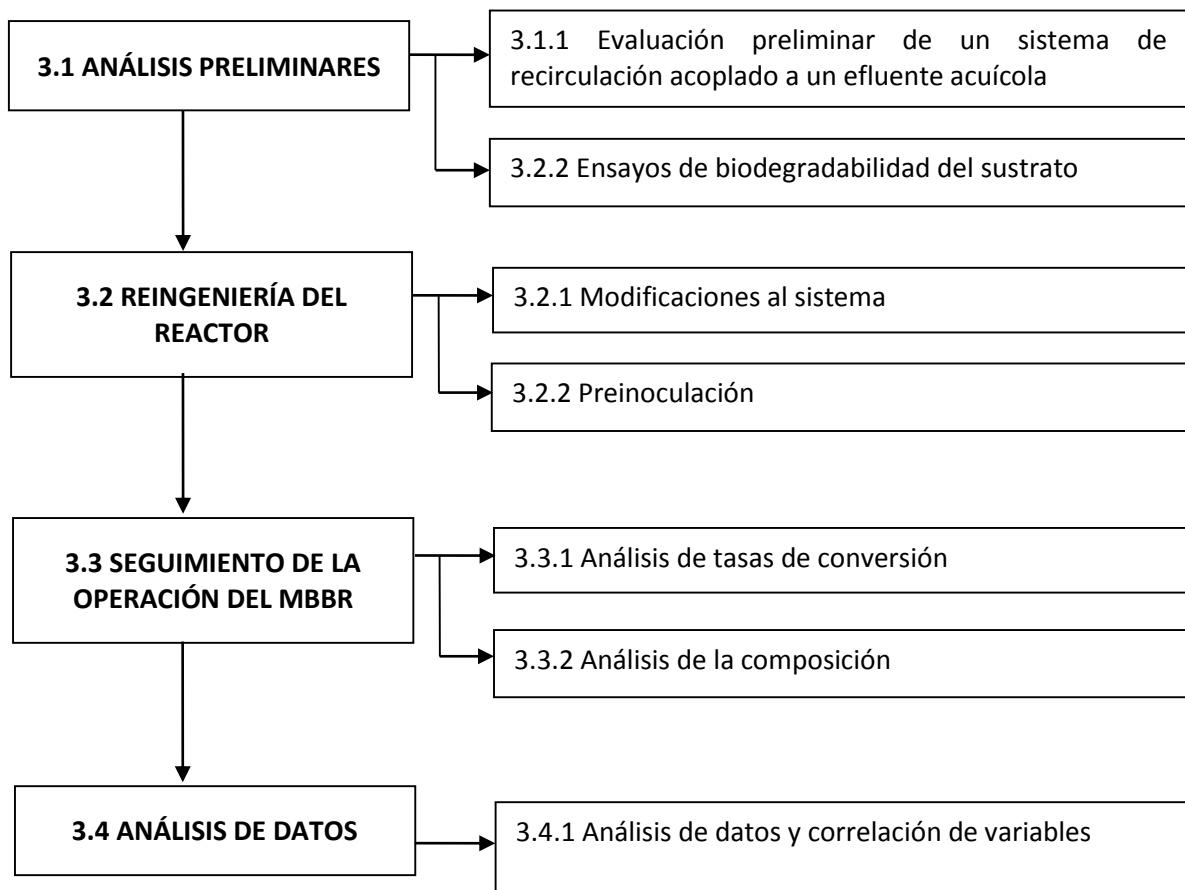 3.1 ANÁLISIS PRELIMINARES
3.1.1 Evaluación preliminar de un sistema de
recirculación acoplado a un efluente acuícola
3.2.2 Ensayos de biodegradabilidad del sustrato
3.2 REINGENIERÍA DEL
REACTOR
3.2.1 Modificaciones al sistema
3.2.2 Preinoculación
3.3 SEGUIMIENTO DE LA
OPERACIÓN DEL MBBR
3.3.1 Análisis de tasas de conversión
3.3.2 Análisis de la composición
3.4 ANÁLISIS DE DATOS
3.4.1 Análisis de datos y correlación de variables